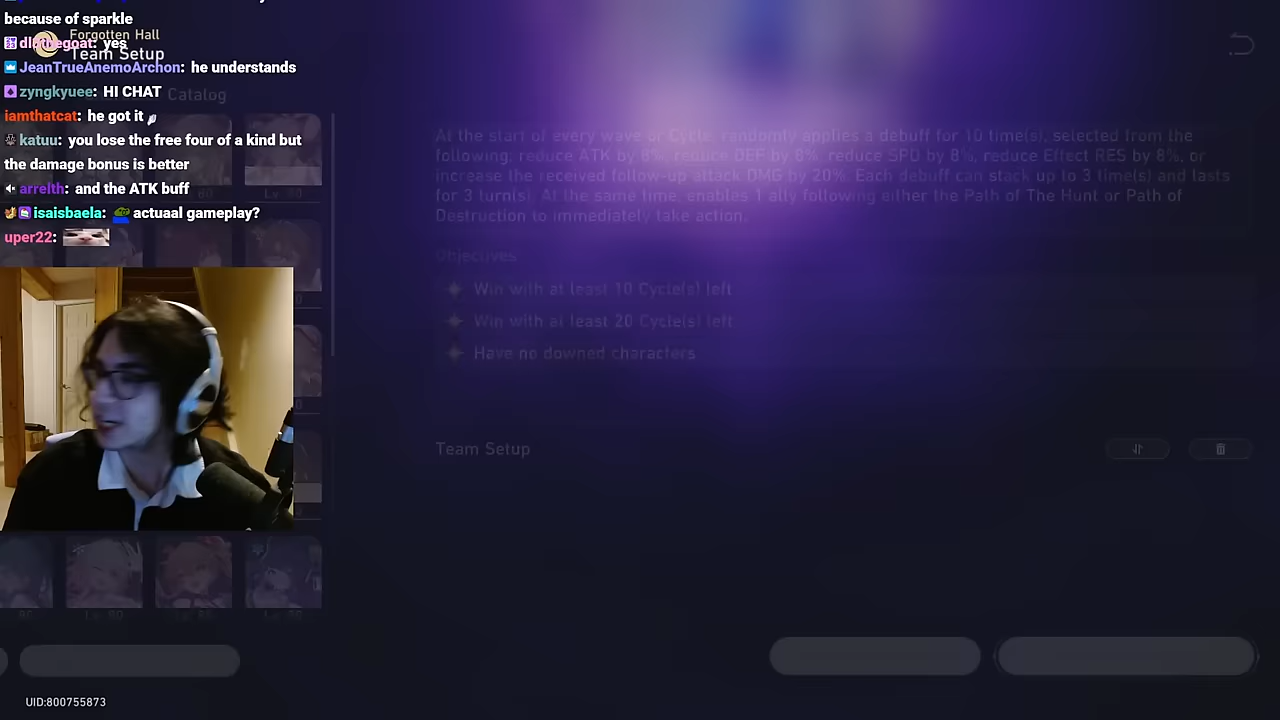 because of sparkle
Forgotten Hall
Team Setup
yes
JeanTrueAnemoArchon: he understands
zyngkyuee: HI CHAT
Catalog
iamthatcat: he got it
katuu: you lose the free four of a kind but
the damage bonus is better
arrelth: and the ATK buff
isaisbaela: actuaal gameplay?
uper22:
At the start of every wave or Cycle, randomly applies a debuff for 10 time(s), selected from the
following: reduce ATK by 8%, reduce DEF by 8%, reduce SPD by 8%, reduce Effect RES by 8%, or
increase the received follow-up attack DMG by 20%. Each debuff can stack up to 3 time(s) and lasts
for 3 turn(s). At the same time, enables 1 ally following either the Path of The Hunt or Path of
Destruction to immediately take action.
Objectives
Win with at least 10 Cycle(s) left
Win with at least 20 Cycle(s) left
Have no downed characters
Team Setup
UID:800755873